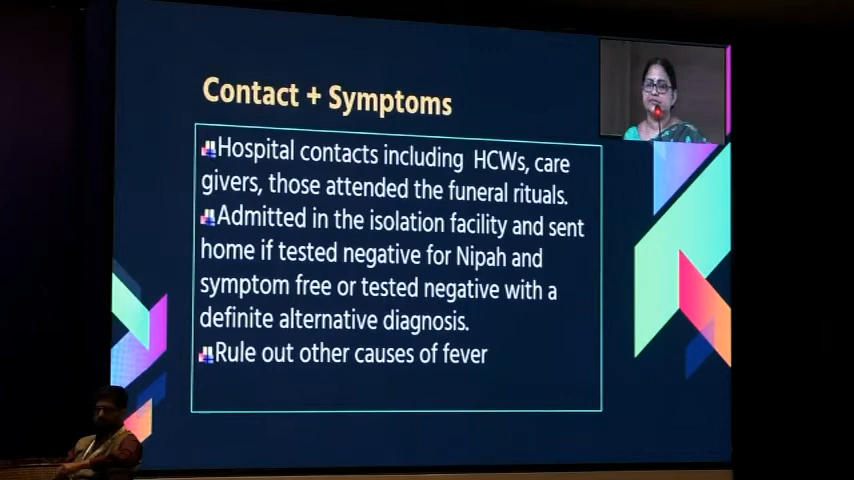 Contact + Symptoms
Hospital contacts including HCWs, care
givers, those attended the funeral rituals.
Admitted in the isolation facility and sent
home if tested negative for Nipah and
symptom free or tested negative with a
definite alternative diagnosis.
Rule out other causes of fever